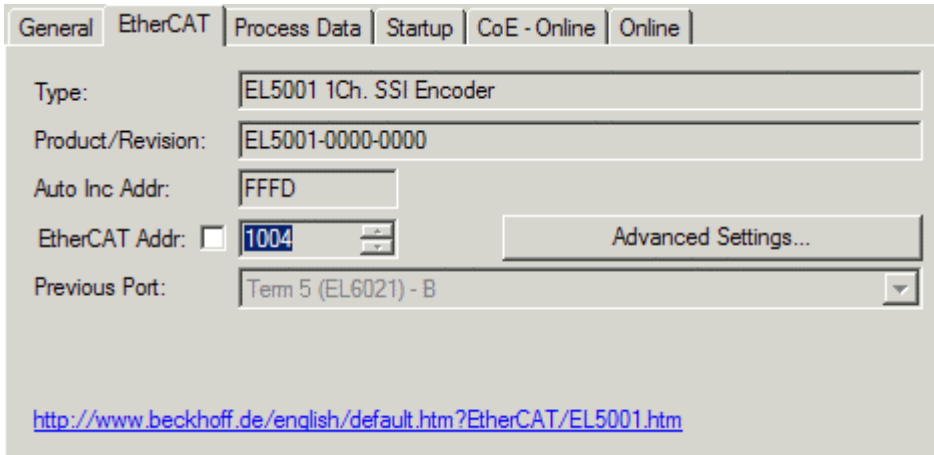 General EtherCAT Process Data Startup CoE - Online Online
Type: EL5001 1Ch. SSI Encoder
Product/Revision: EL5001-0000-0000
Auto Inc Addr: FFFD
EtherCAT Addr: 1004 Advanced Settings...
Previous Port: Term 5 (EL6021) - B
http://www.beckhoff.de/english/default.htm?EtherCAT/EL5001.htm